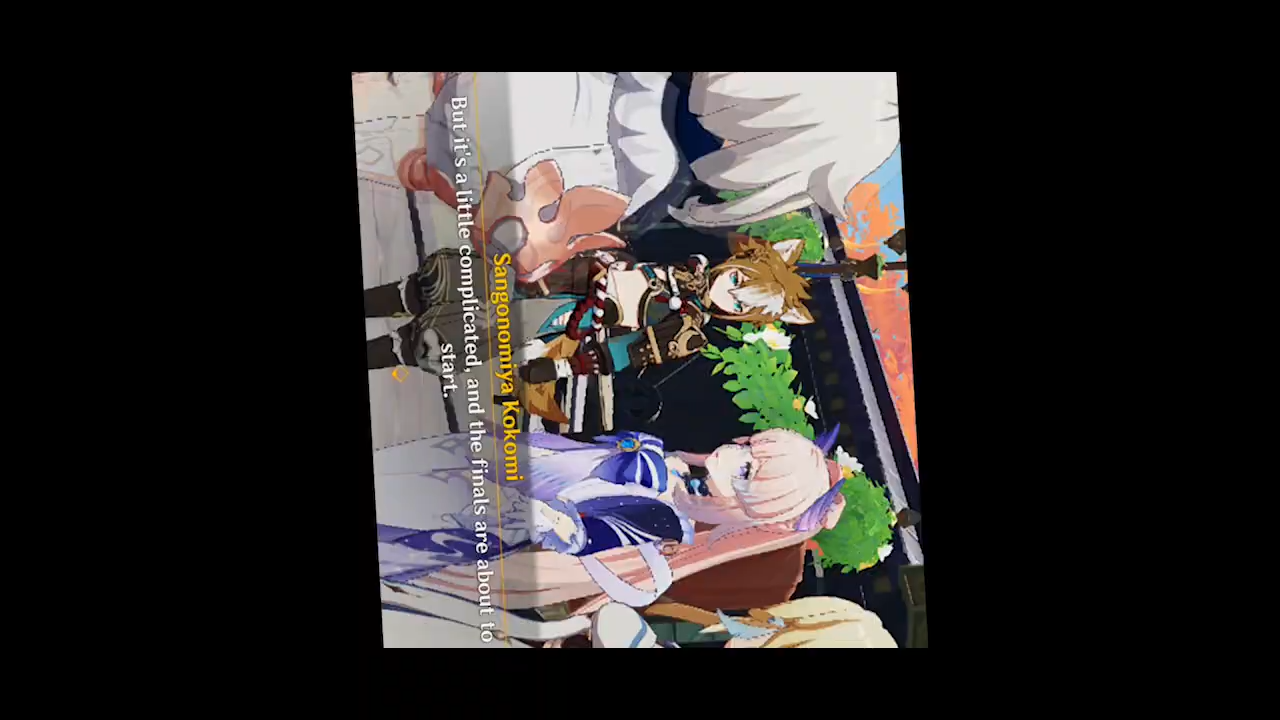 Sangonomiya Kokomi
But it's a little complicated, and the finals are about to
start.